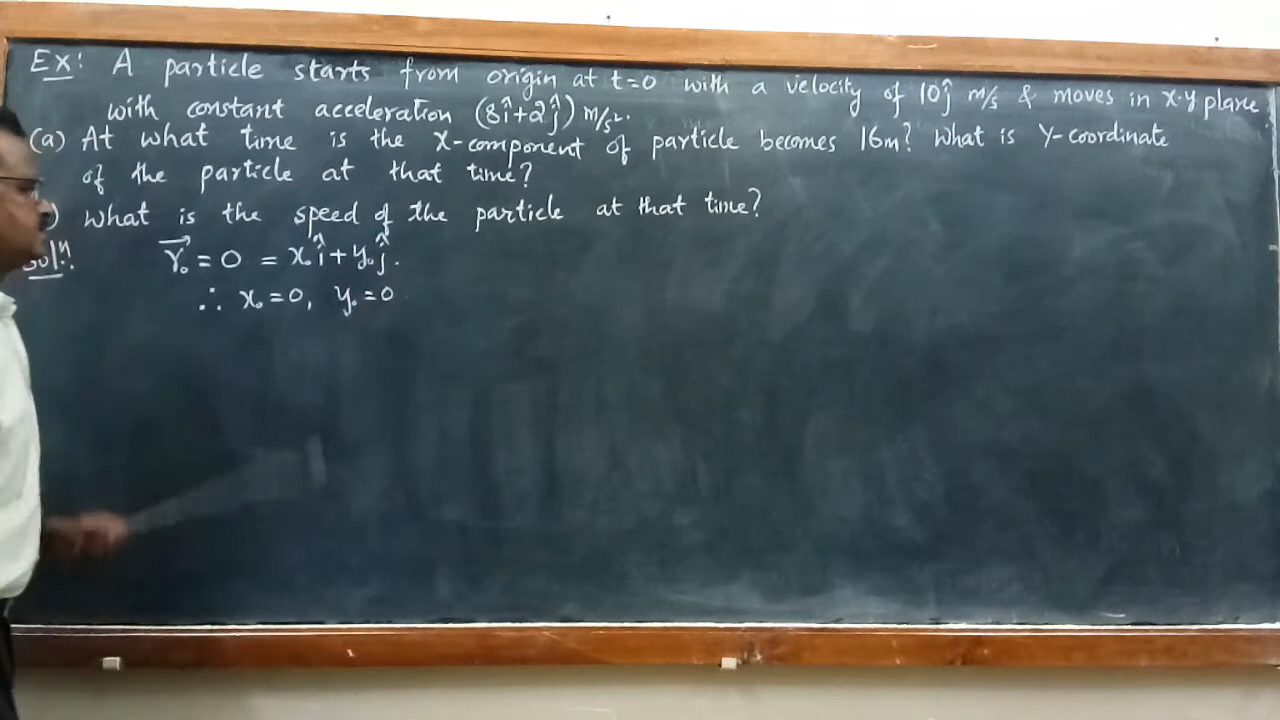 Ex: A particle starts from origin at t=0 with a velocity of 10ĵ m/s & moves in x-y plane
with constant acceleration (8î+2ĵ) m/s².
(a) At what time is the x-component of particle becomes 16m? What is Y-coordinate
of the particle at that time?
) What is the speed of the particle at that time?
Solⁿ: r⃗₀ = 0 = x₀î + y₀ĵ.
∴ x₀=0, y₀=0